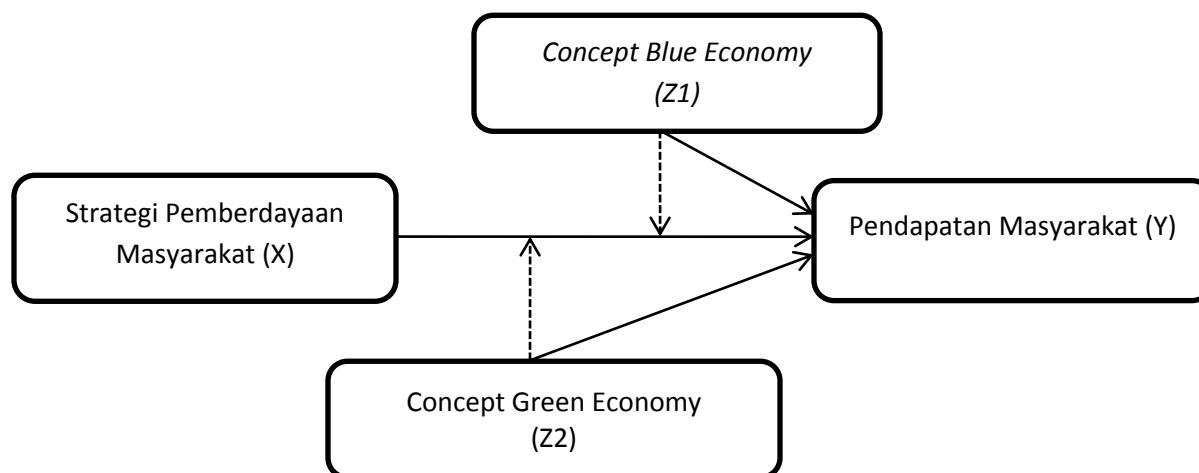 Concept Blue Economy
(Z1)
Strategi Pemberdayaan
Masyarakat (X)
Pendapatan Masyarakat (Y)
Concept Green Economy
(Z2)